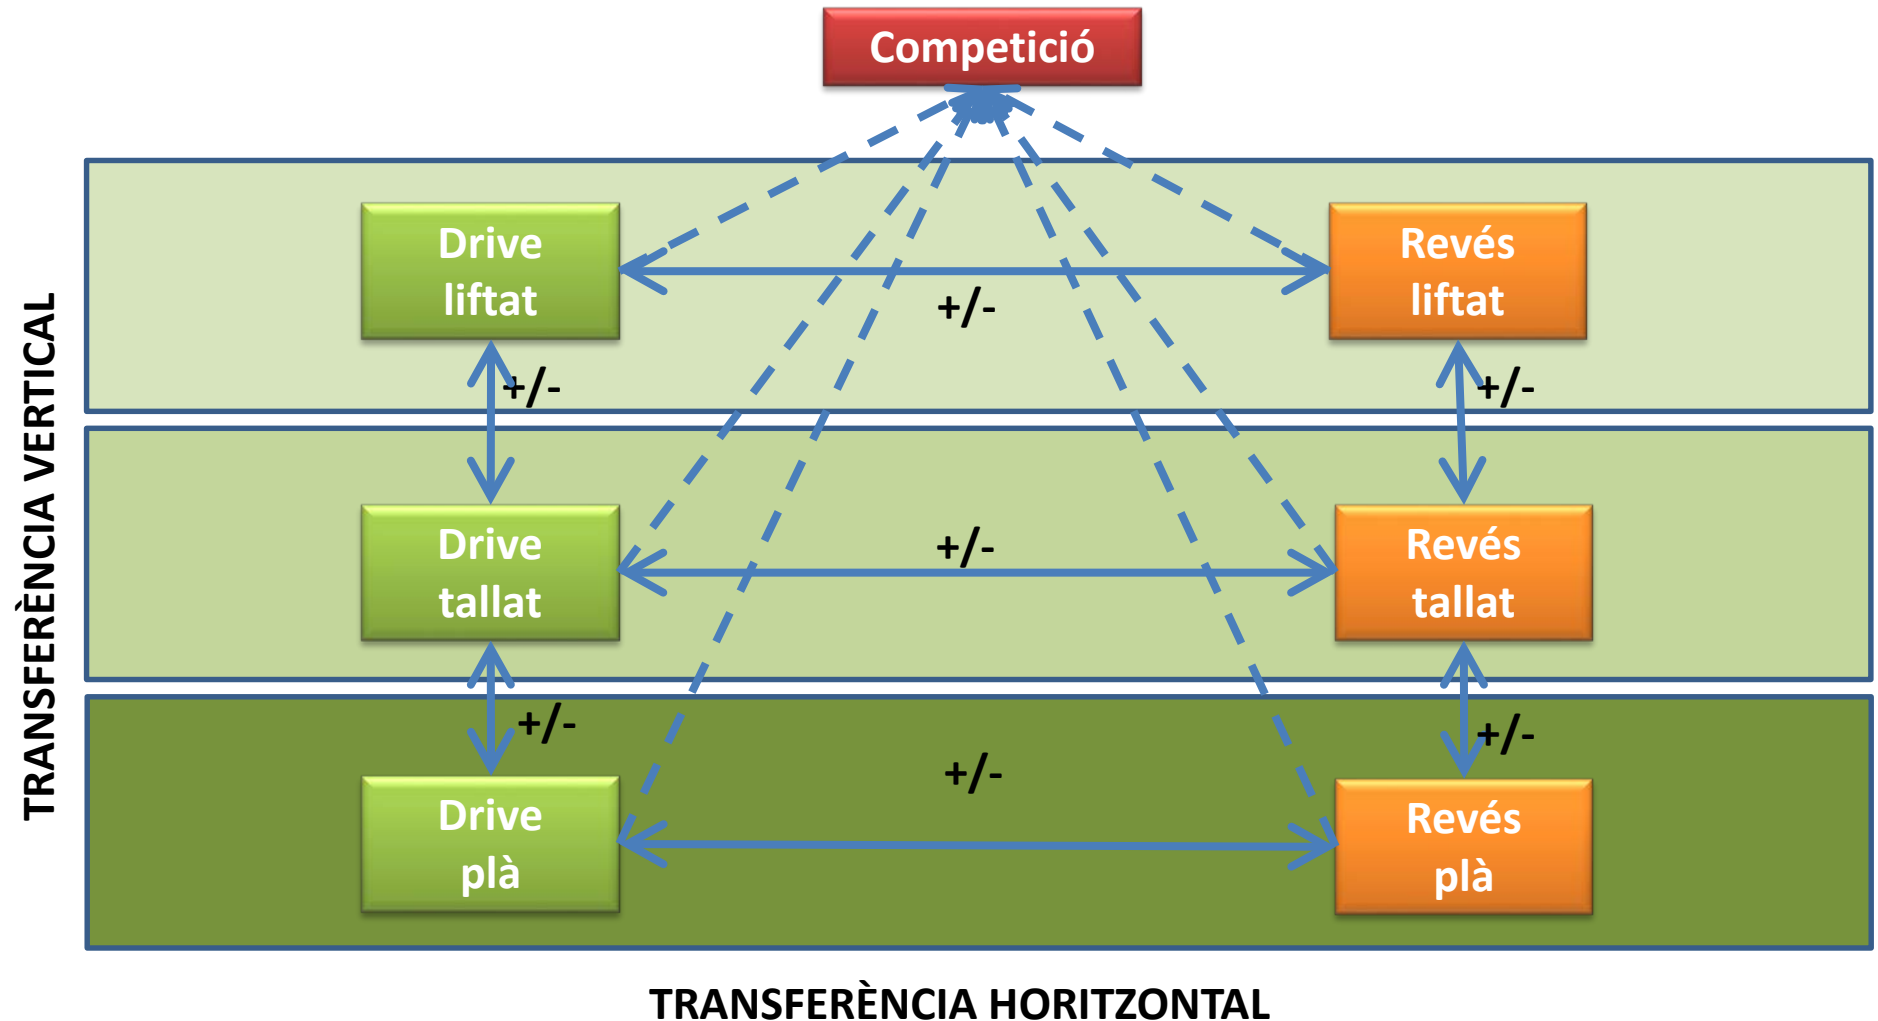 Competició
Drive
liftat
Revés
liftat
+/-
+/-
+/-
TRANSFERÈNCIA VERTICAL
Drive
tallat
+/-
Revés
tallat
+/-
+/-
+/-
Drive
plà
Revés
plà
TRANSFERÈNCIA HORITZONTAL